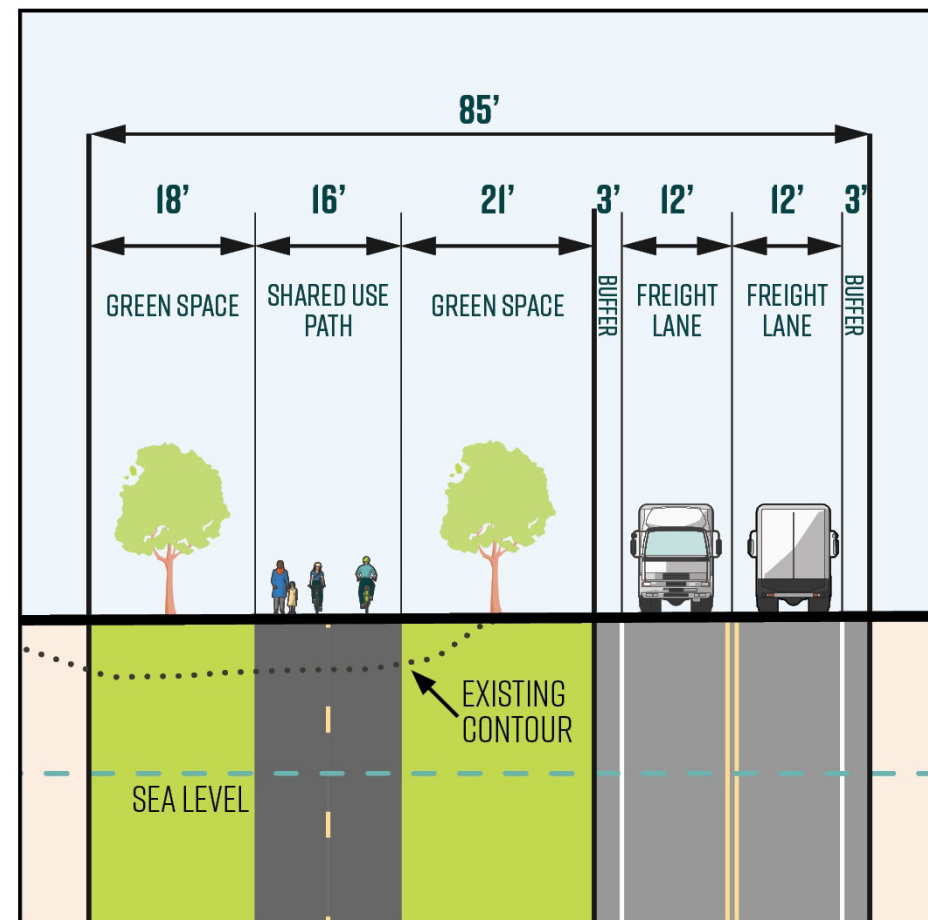 85’
18’
16’
21’
3’
12’
12’
3’
GREEN SPACE
SHARED USE
PATH
GREEN SPACE
BUFFER
FREIGHT
LANE
FREIGHT
LANE
BUFFER
EXISTING
CONTOUR
SEA LEVEL